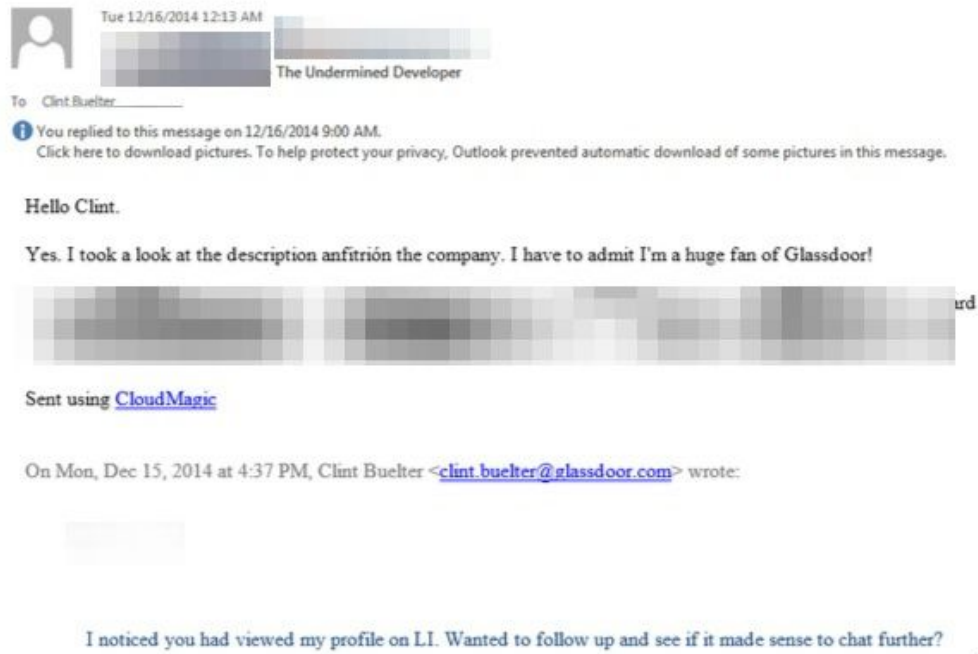 Tue 12/16/2014 12:13 AM
The Undermined Developer
To Clint Buelter
You replied to this message on 12/16/2014 9:00 AM.
Click here to download pictures. To help protect your privacy, Outlook prevented automatic download of some pictures in this message.
Hello Clint.
Yes. I took a look at the description anfitrión the company. I have to admit I'm a huge fan of Glassdoor!
Sent using CloudMagic
On Mon, Dec 15, 2014 at 4:37 PM, Clint Buelter <clint.buelter@glassdoor.com> wrote:
I noticed you had viewed my profile on LI. Wanted to follow up and see if it made sense to chat further?